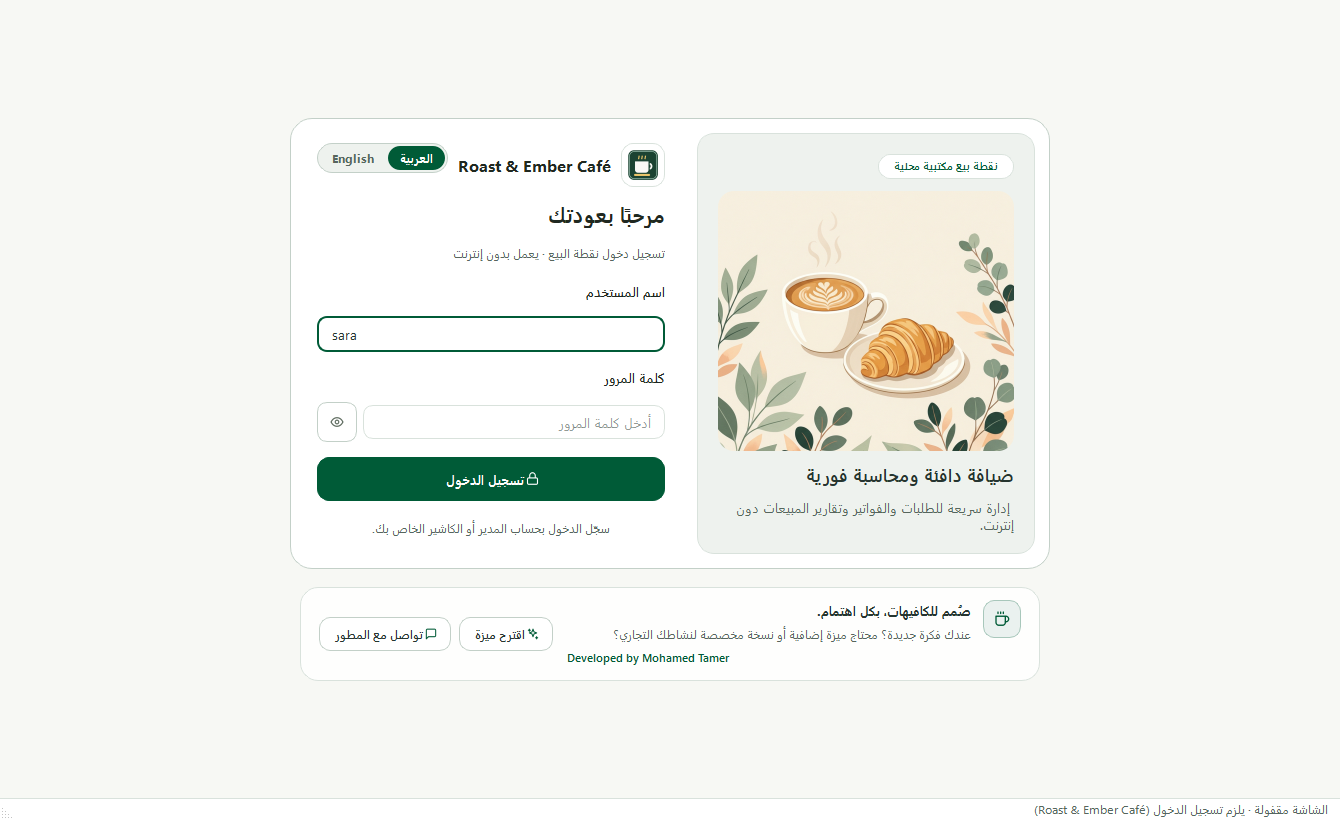 نقطة بيع مكتبية محلية
ضيافة دافئة ومحاسبة فورية
إدارة سريعة للطلبات والفواتير وتقارير المبيعات دون
إنترنت.
Roast & Ember Café
العربية
English
مرحبًا بعودتك
تسجيل دخول نقطة البيع · يعمل بدون إنترنت
اسم المستخدم
sara
كلمة المرور
أدخل كلمة المرور
تسجيل الدخول
سجّل الدخول بحساب المدير أو الكاشير الخاص بك.
صُمم للكافيهات، بكل اهتمام.
عندك فكرة جديدة؟ محتاج ميزة إضافية أو نسخة مخصصة لنشاطك التجاري؟
Developed by Mohamed Tamer
اقترح ميزة
تواصل مع المطور
الشاشة مقفولة · يلزم تسجيل الدخول (Roast & Ember Café)